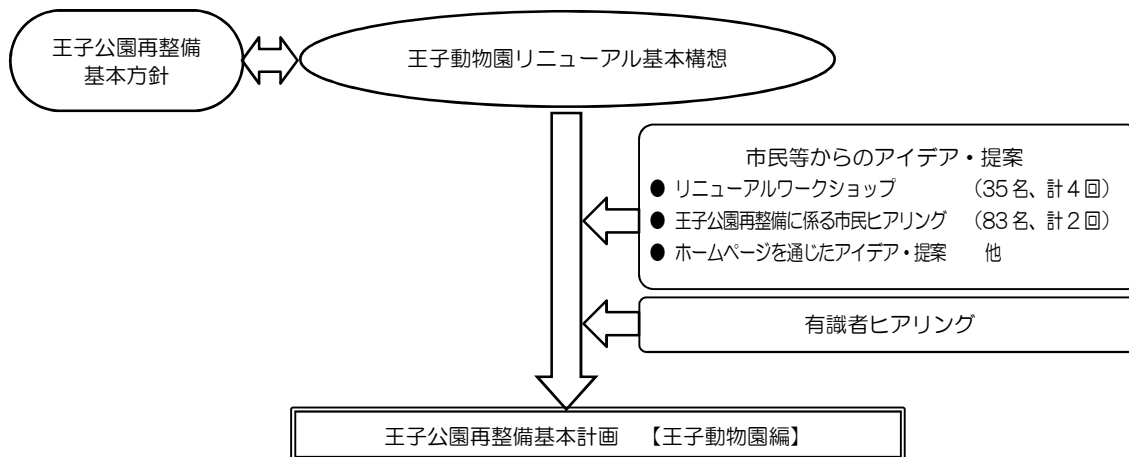 王子公園再整備
基本方針
王子動物園リニューアル基本構想
市民等からのアイデア・提案
● リニューアルワークショップ （35名、計4回）
● 王子公園再整備に係る市民ヒアリング （83名、計2回）
● ホームページを通じたアイデア・提案 他
有識者ヒアリング
王子公園再整備基本計画 【王子動物園編】